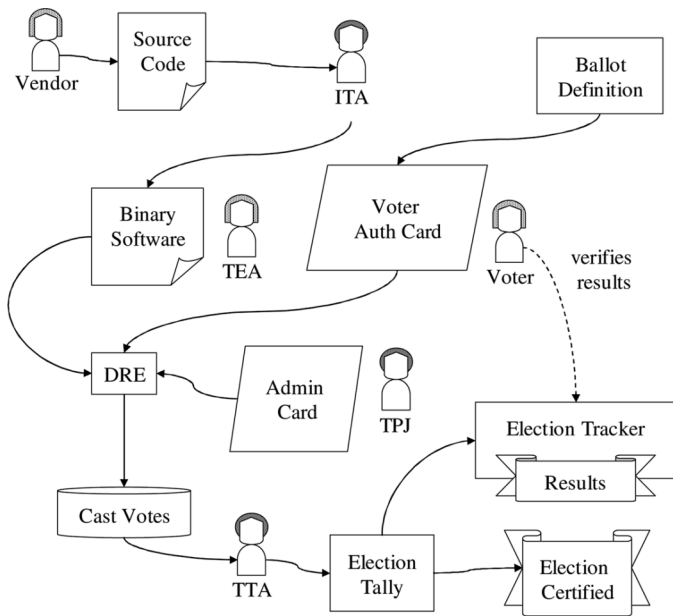 Vendor
Source
Code
ITA
Ballot
Definition
Binary
Software
TEA
Voter
Auth Card
Voter
verifies
results
DRE
Admin
Card
TPJ
Election Tracker
Results
Cast Votes
TTA
Election
Tally
Election
Certified